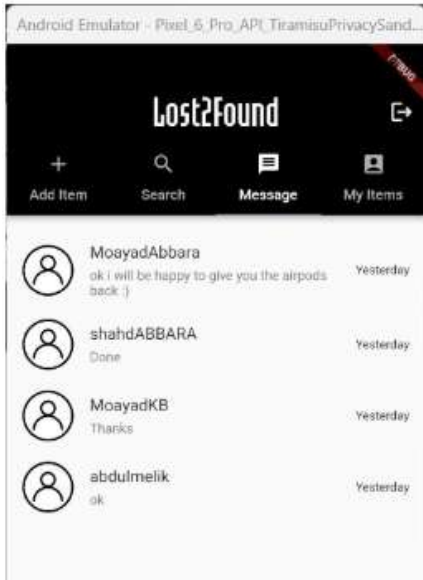 Android Emulator - Pixel_6_Pro_API_TiramisuPrivacySand...
DEBUG
Lost2Found
Add Item Search Message My Items
MoayadAbbara
ok i will be happy to give you the airpods Yesterday
back :)
shahdABBARA
Done Yesterday
MoayadKB
Thanks Yesterday
abdulmelik
ok Yesterday